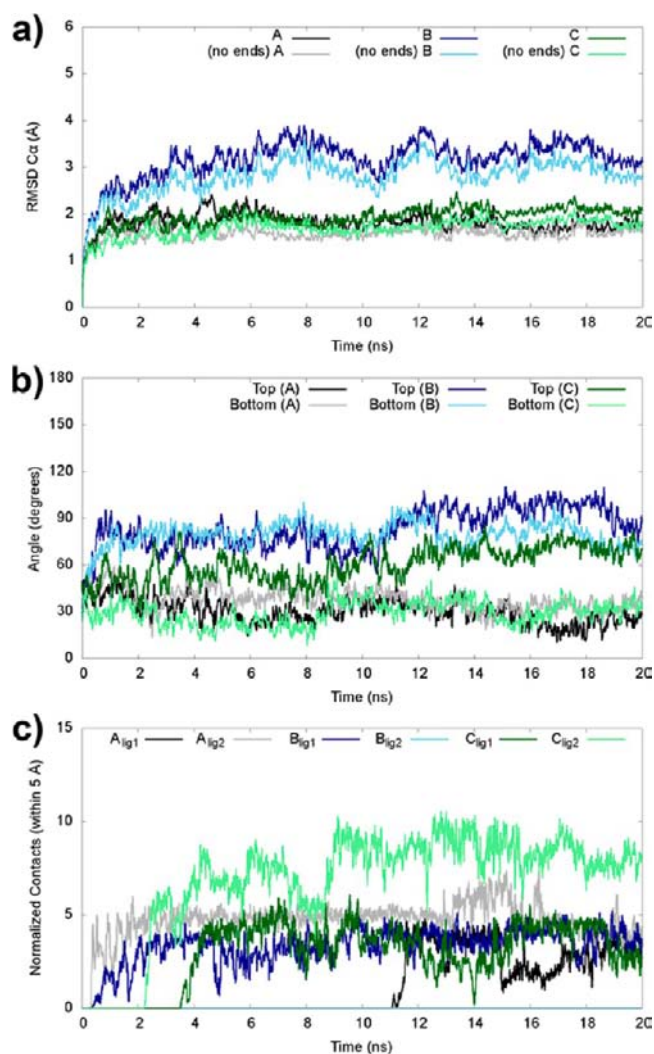 a)
A B C
(no ends) A (no ends) B (no ends) C
6
5
4
3
2
1
0
RMSD Cα (Å)
0 2 4 6 8 10 12 14 16 18 20
Time (ns)
b)
180
150
120
90
60
30
0
Top (A) Top (B) Top (C)
Bottom (A) Bottom (B) Bottom (C)
Angle (degrees)
0 2 4 6 8 10 12 14 16 18 20
Time (ns)
c)
15
10
5
0
Alig1 Alig2 Blig1 Blig2 Clig1 Clig2
Normalized Contacts (within 5 Å)
0 2 4 6 8 10 12 14 16 18 20
Time (ns)